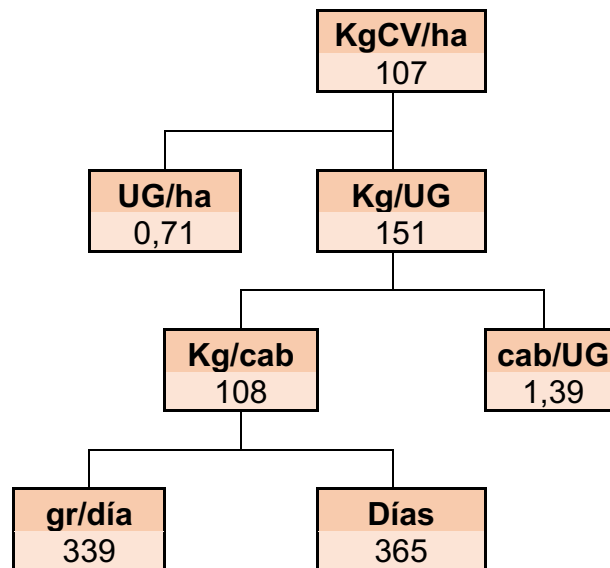 KgCV/ha
107
UG/ha
0,71
Kg/UG
151
Kg/cab
108
cab/UG
1,39
gr/día
339
Días
365